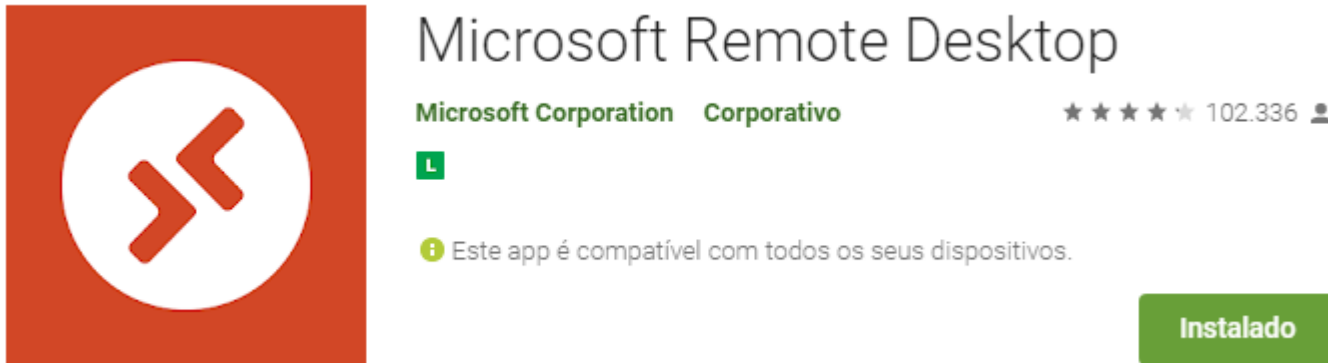 Microsoft Remote Desktop
Microsoft Corporation Corporativo 102.336
L
Este app é compatível com todos os seus dispositivos.
Instalado